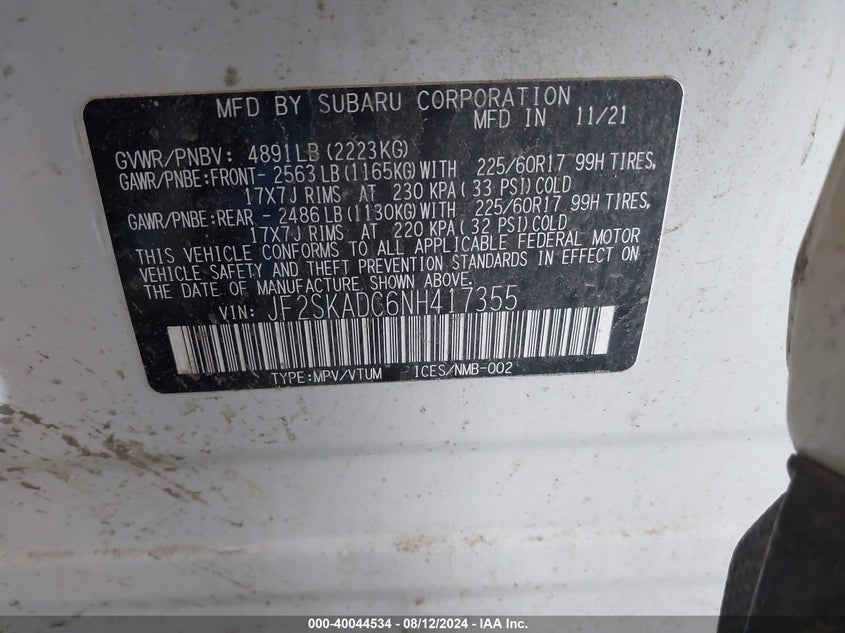 MFD BY SUBARU CORPORATION
MFD IN 11/21
GVWR/PNBV: 4891LB (2223KG)
GAWR/PNBE:FRONT- 2563 LB (1165KG) WITH 225/60R17 99H TIRES,
17X7J RIMS AT 230 KPA ( 33 PSI) COLD
GAWR/PNBE:REAR - 2486 LB (1130KG) WITH 225/60R17 99H TIRES,
17X7J RIMS AT 220 KPA ( 32 PSI) COLD
THIS VEHICLE CONFORMS TO ALL APPLICABLE FEDERAL MOTOR
VEHICLE SAFETY AND THEFT PREVENTION STANDARDS IN EFFECT ON
THE DATE OF MANUFACTURE SHOWN ABOVE.
VIN: JF2SKADC6NH417355
TYPE:MPV/VTUM ICES/NMB-002
000-40044534 - 08/12/2024 - IAA Inc.